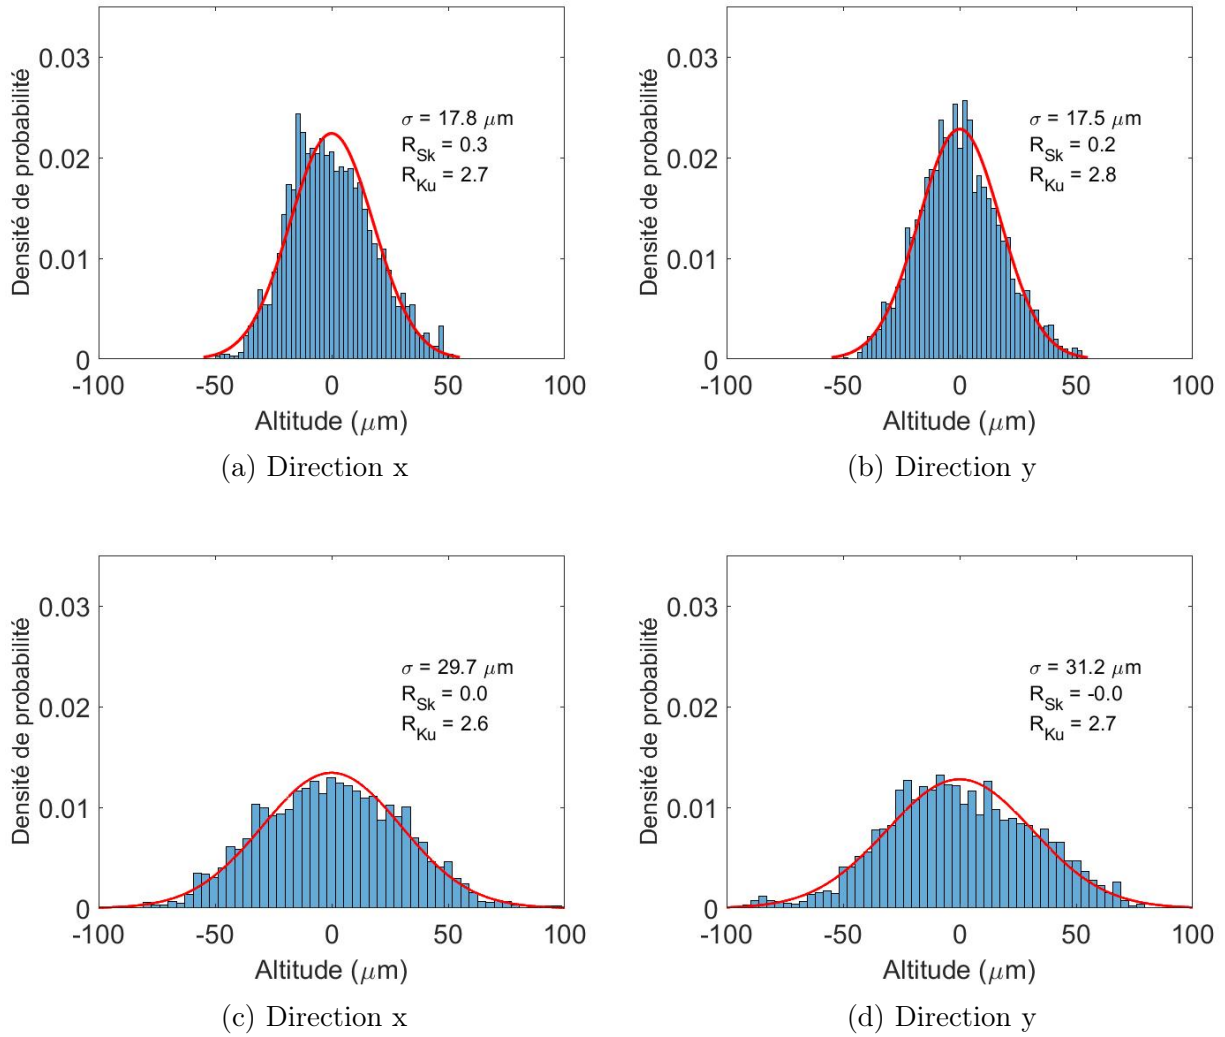 Densité de probabilité
0.03
0.02
0.01
0
σ = 17.8 μm
R_Sk = 0.3
R_Ku = 2.7
-100 -50 0 50 100
Altitude (μm)
(a) Direction x
Densité de probabilité
0.03
0.02
0.01
0
σ = 17.5 μm
R_Sk = 0.2
R_Ku = 2.8
-100 -50 0 50 100
Altitude (μm)
(b) Direction y
Densité de probabilité
0.03
0.02
0.01
0
σ = 29.7 μm
R_Sk = 0.0
R_Ku = 2.6
-100 -50 0 50 100
Altitude (μm)
(c) Direction x
Densité de probabilité
0.03
0.02
0.01
0
σ = 31.2 μm
R_Sk = -0.0
R_Ku = 2.7
-100 -50 0 50 100
Altitude (μm)
(d) Direction y